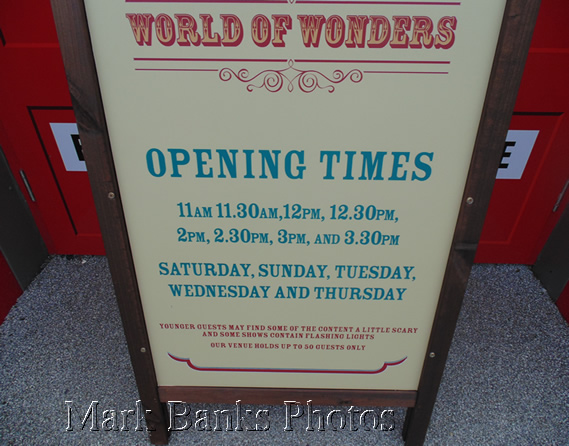 WORLD OF WONDERS
OPENING TIMES
11AM 11.30AM,12PM, 12.30PM,
2PM, 2.30PM, 3PM, AND 3.30PM
SATURDAY, SUNDAY, TUESDAY,
WEDNESDAY AND THURSDAY
YOUNGER GUESTS MAY FIND SOME OF THE CONTENT A LITTLE SCARY
AND SOME SHOWS CONTAIN FLASHING LIGHTS
OUR VENUE HOLDS UP TO 50 GUESTS ONLY
Mark Banks Photos